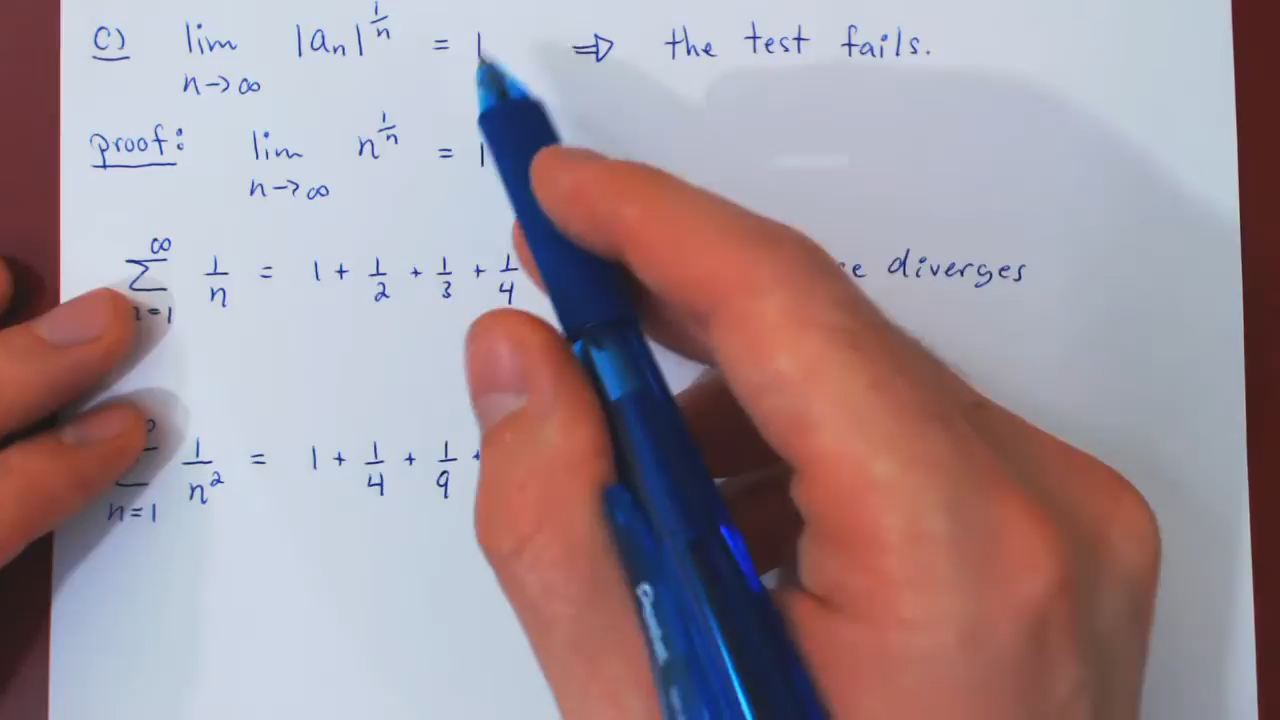 c) lim n→∞ |aₙ|^(1/n) = 1 ⇒ the test fails.
proof: lim n→∞ n^(1/n) = 1
∑ n=1 ∞ 1/n = 1 + 1/2 + 1/3 + 1/4 diverges
n=1 1/n² = 1 + 1/4 + 1/9 +